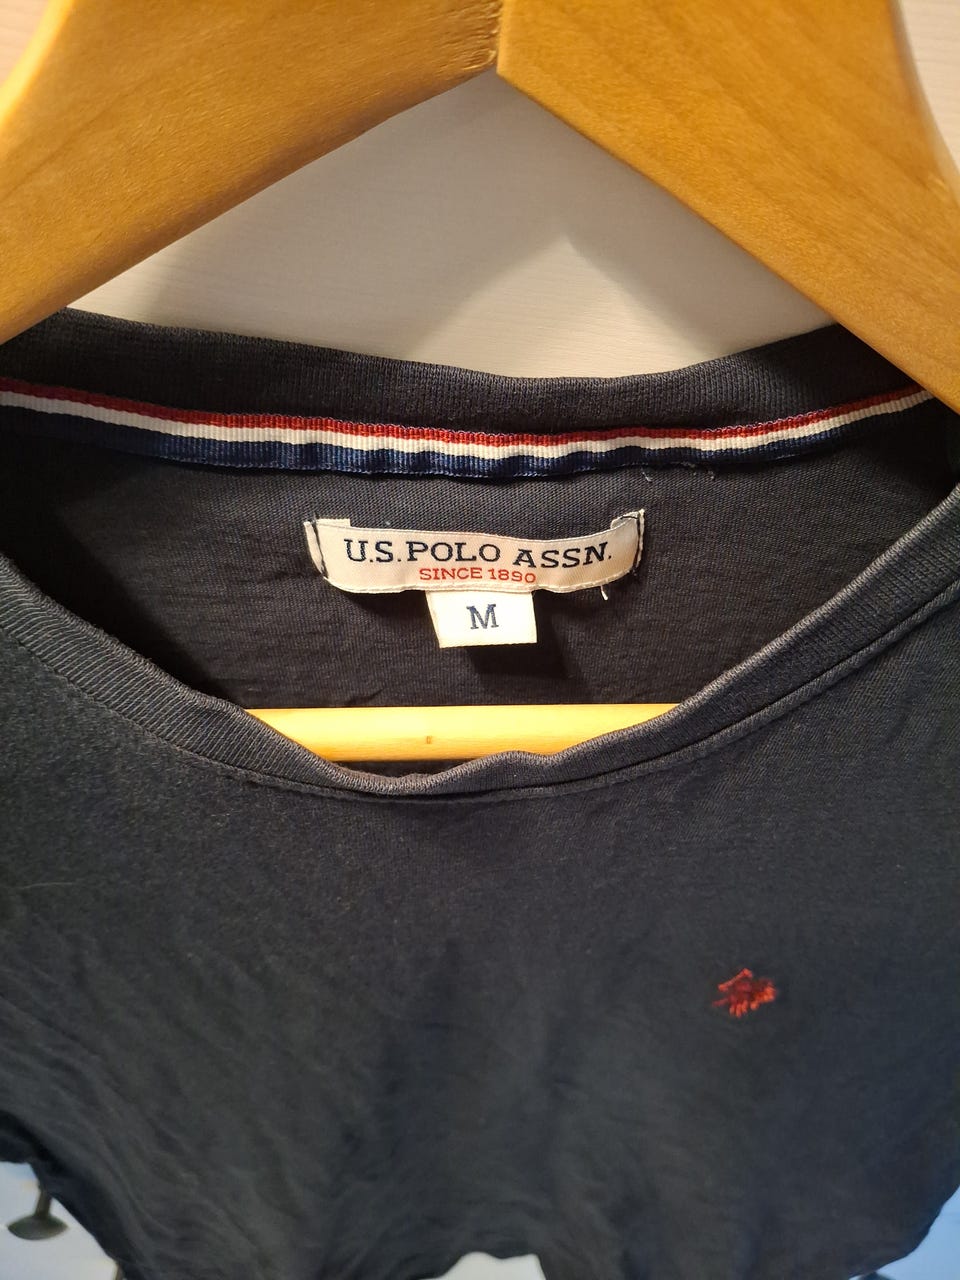 U.S. POLO ASSN.
SINCE 1890
M